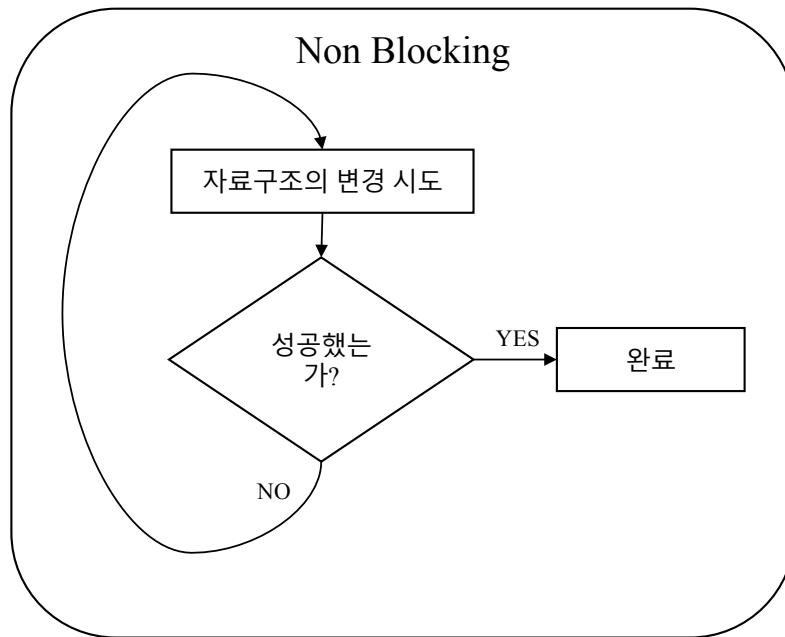 Non Blocking
자료구조의 변경 시도
성공했는
가?
YES
완료
NO